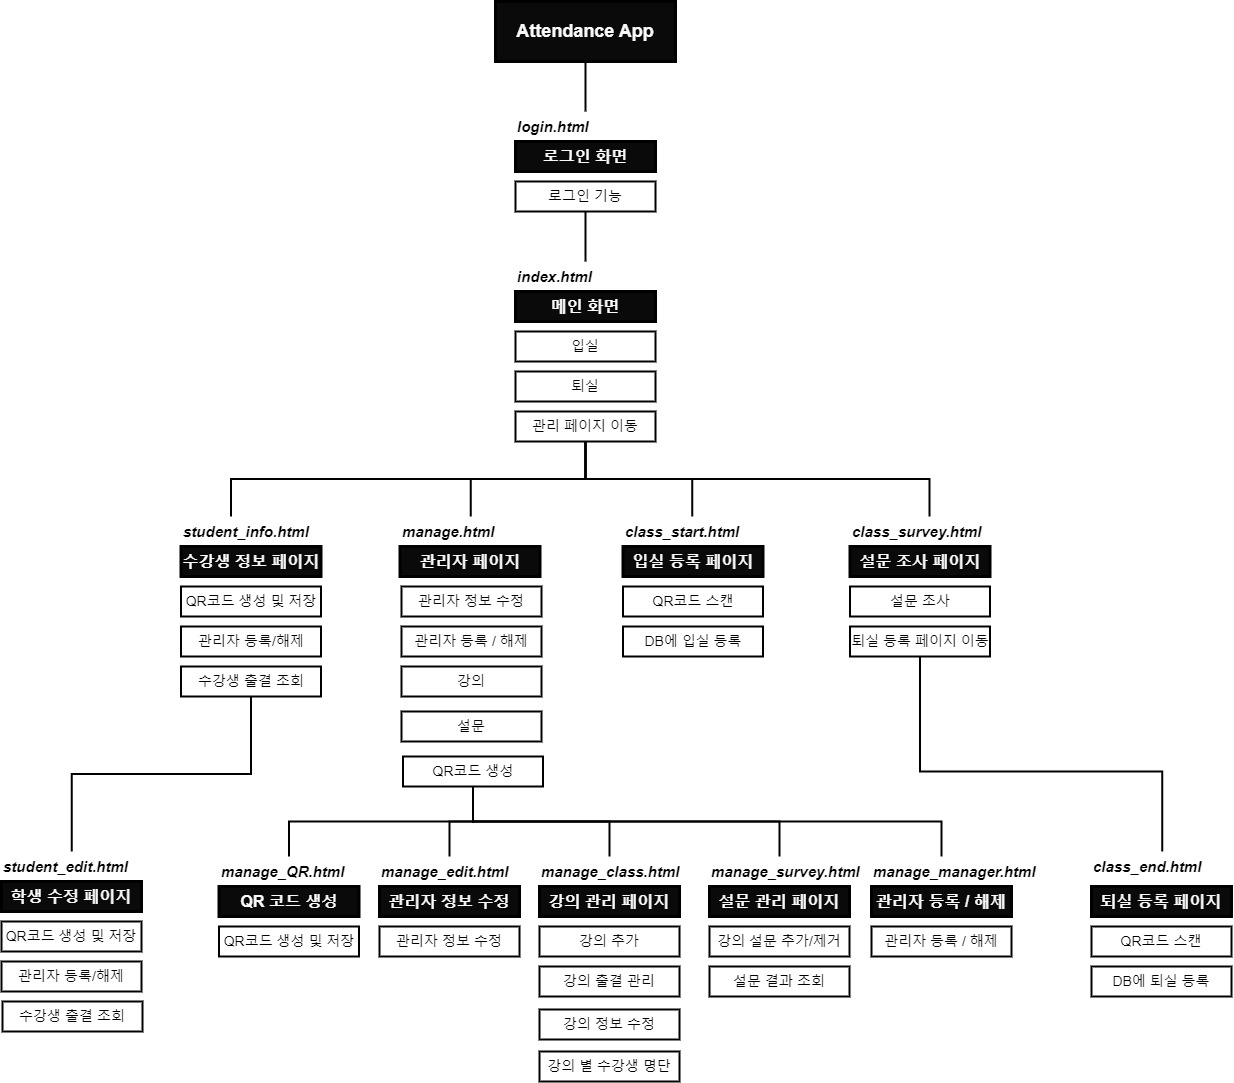 Attendance App
login.html
로그인 화면
로그인 기능
index.html
메인 화면
입실
퇴실
관리 페이지 이동
student_info.html
수강생 정보 페이지
QR코드 생성 및 저장
관리자 등록/해제
수강생 출결 조회
manage.html
관리자 페이지
관리자 정보 수정
관리자 등록 / 해제
강의
설문
QR코드 생성
class_start.html
입실 등록 페이지
QR코드 스캔
DB에 입실 등록
class_survey.html
설문 조사 페이지
설문 조사
퇴실 등록 페이지 이동
student_edit.html
학생 수정 페이지
QR코드 생성 및 저장
관리자 등록/해제
수강생 출결 조회
manage_QR.html
QR 코드 생성
QR코드 생성 및 저장
manage_edit.html
관리자 정보 수정
관리자 정보 수정
manage_class.html
강의 관리 페이지
강의 추가
강의 출결 관리
강의 정보 수정
강의 별 수강생 명단
manage_survey.html
설문 관리 페이지
강의 설문 추가/제거
설문 결과 조회
manage_manager.html
관리자 등록 / 해제
관리자 등록 / 해제
class_end.html
퇴실 등록 페이지
QR코드 스캔
DB에 퇴실 등록